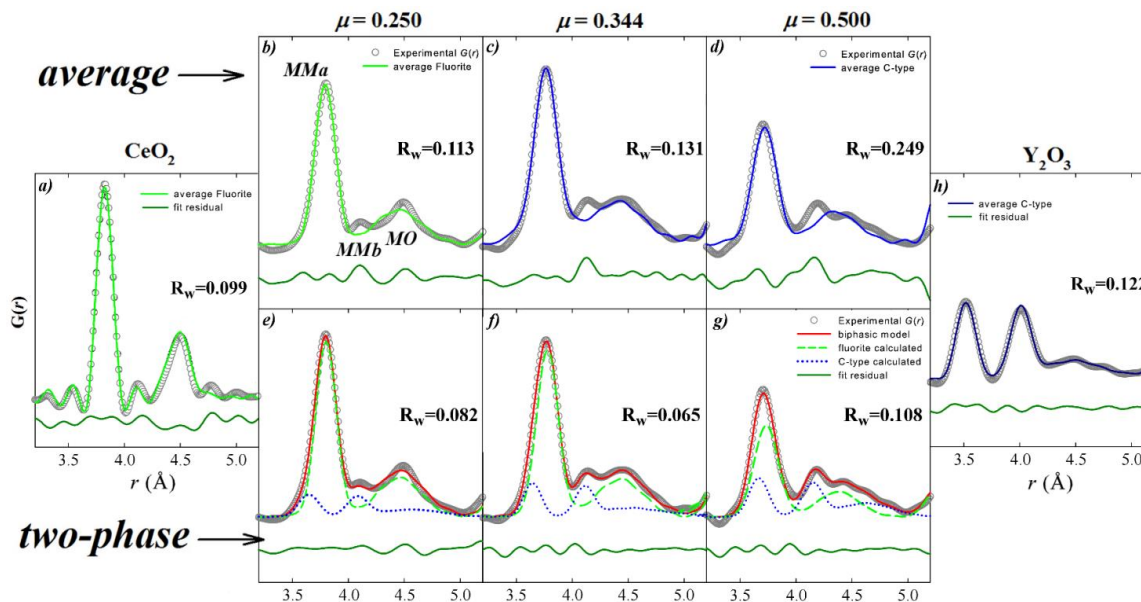 μ = 0.250
μ = 0.344
μ = 0.500
average
b)
Experimental G(r)
average Fluorite
MMa
R_w=0.113
MMb
MO
c)
R_w=0.131
d)
Experimental G(r)
average C-type
R_w=0.249
CeO₂
a)
average Fluorite
fit residual
R_w=0.099
G(r)
3.5 4.0 4.5 5.0
r (Å)
Y₂O₃
h)
average C-type
fit residual
R_w=0.122
3.5 4.0 4.5 5.0
r (Å)
two-phase
e)
R_w=0.082
f)
R_w=0.065
g)
Experimental G(r)
biphasic model
fluorite calculated
C-type calculated
fit residual
R_w=0.108
3.5 4.0 4.5 5.0
3.5 4.0 4.5 5.0
3.5 4.0 4.5 5.0